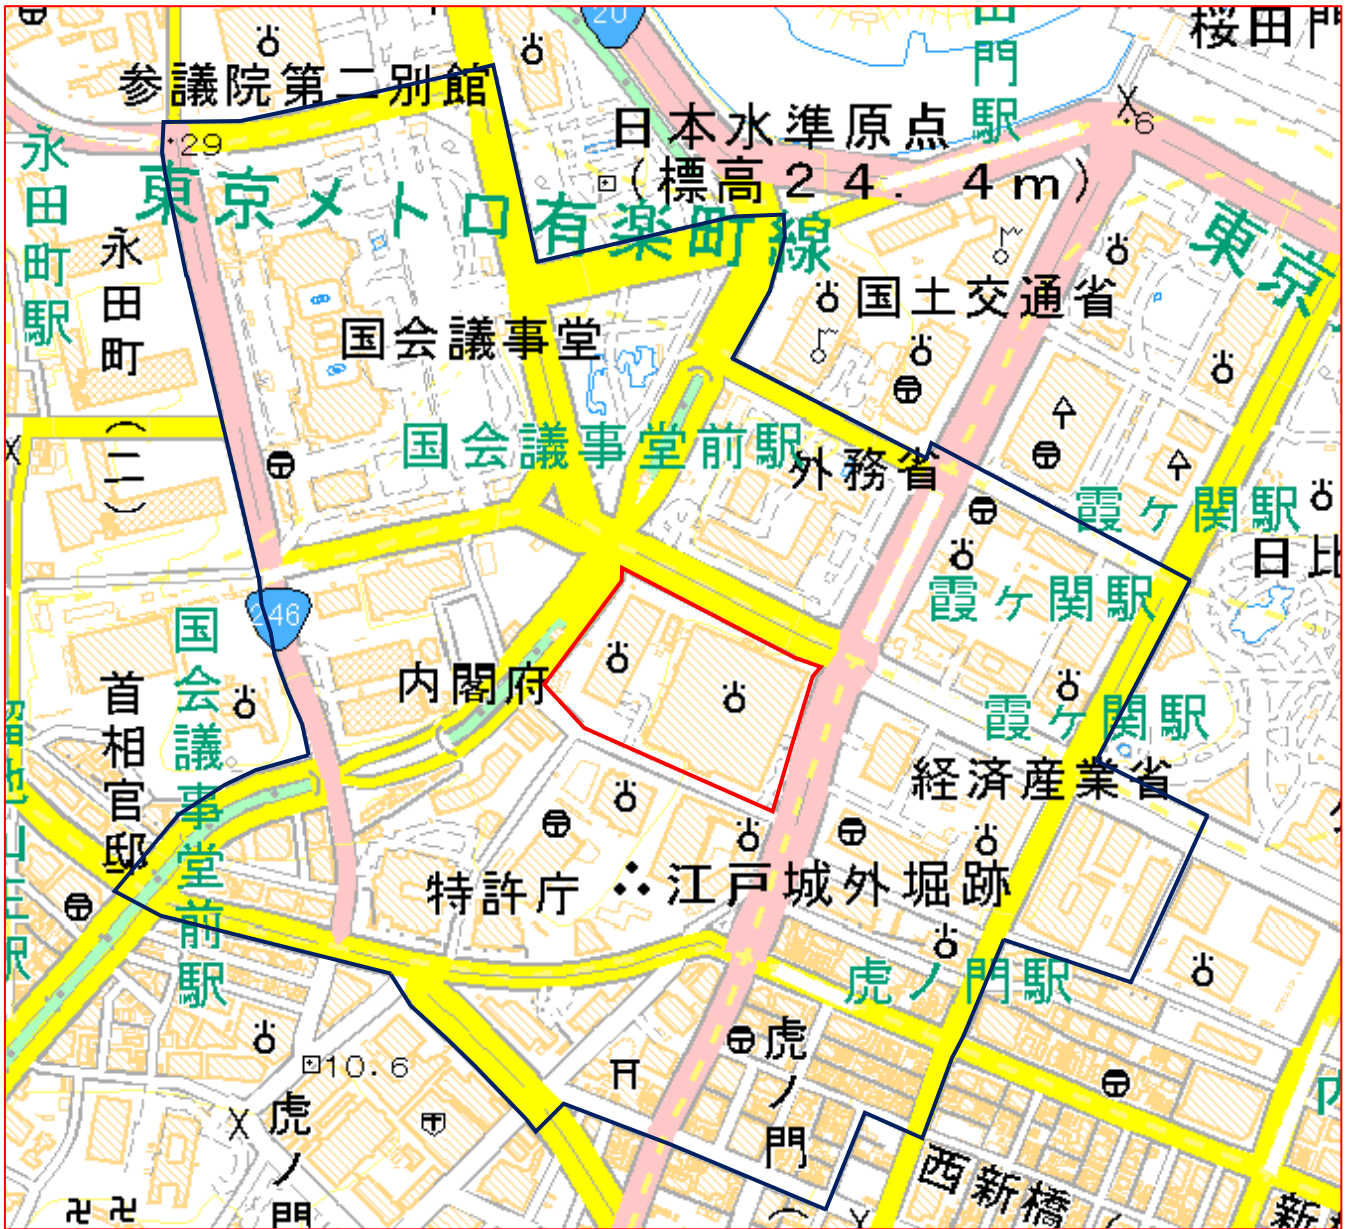 20
桜田門
参議院第二別館
田門駅
日本水準原点
(標高24.4m)
6
29
永田町駅
東京メトロ有楽町線
東京
永田町
(二)
国土交通省
国会議事堂
国会議事堂前駅
外務省
霞ケ関駅
日比
霞ケ関駅
246
国会議事堂前駅
内閣府
首相官邸
霞ケ関駅
経済産業省
特許庁
江戸城外堀跡
虎ノ門駅
虎ノ門
10.6
虎ノ門
西新橋
内
新